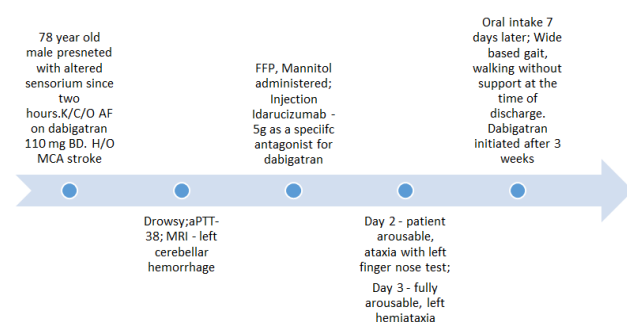 78 year old
male presneted
with altered
sensorium since
two
hours.K/C/O AF
on dabigatran
110 mg BD. H/O
MCA stroke
Drowsy;aPTT-
38; MRI - left
cerebellar
hemorrhage
FFP, Mannitol
administered;
Injection
Idarucizumab -
5g as a speciifc
antagonist for
dabigatran
Day 2 - patient
arousable,
ataxia with left
finger nose test;
Day 3 - fully
arousable, left
hemiataxia
Oral intake 7
days later; Wide
based gait,
walking without
support at the
time of
discharge.
Dabigatran
initiated after 3
weeks